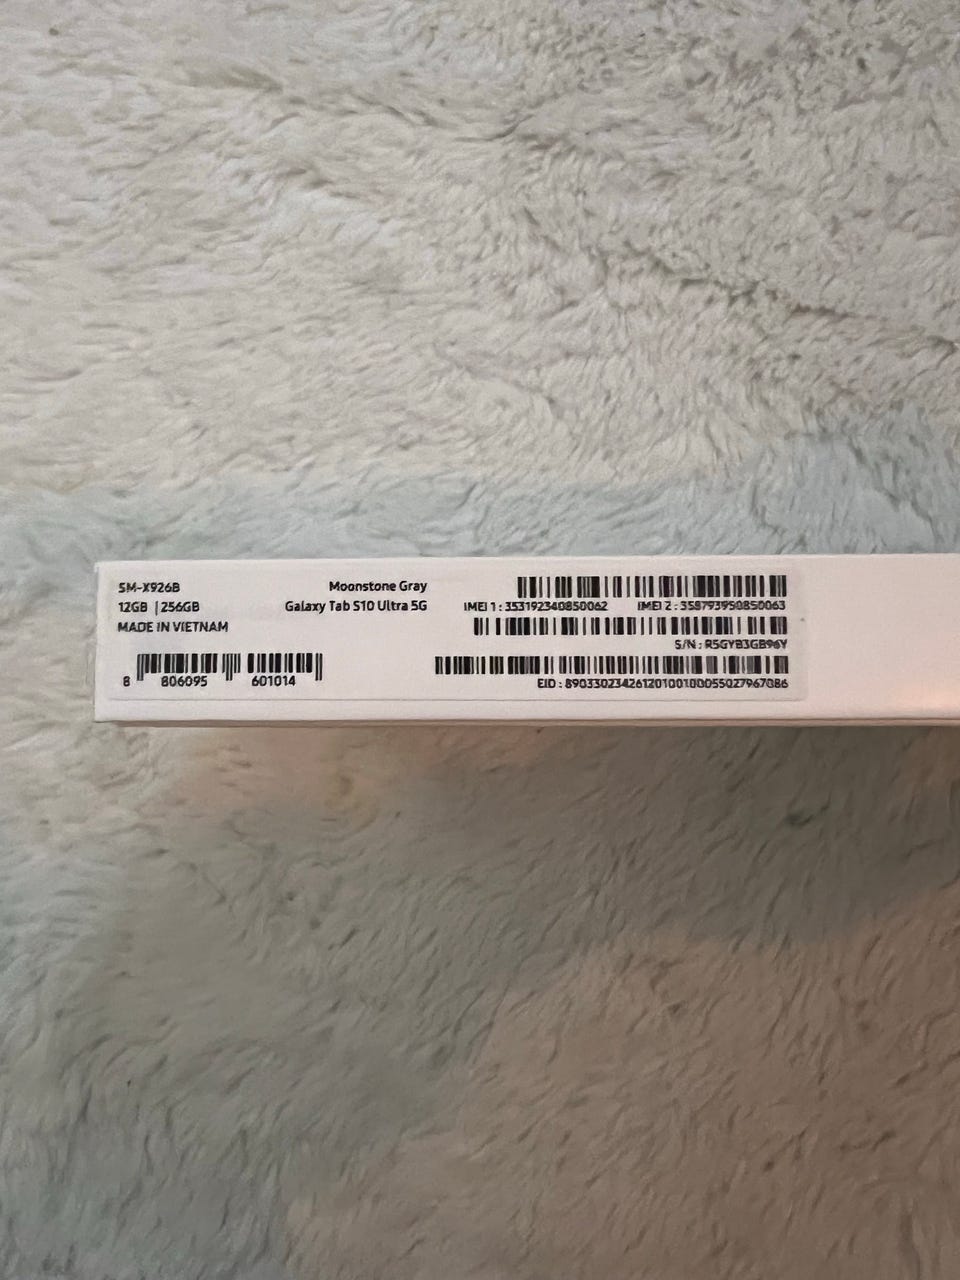 SM-X926B
12GB | 256GB
MADE IN VIETNAM
8 806095 601014
Moonstone Gray
Galaxy Tab S10 Ultra 5G
IMEI 1 : 353192340850062 IMEI 2 : 358793950850063
S/N : R5GYB3GB96Y
EID : 89033023426120100100055027967086